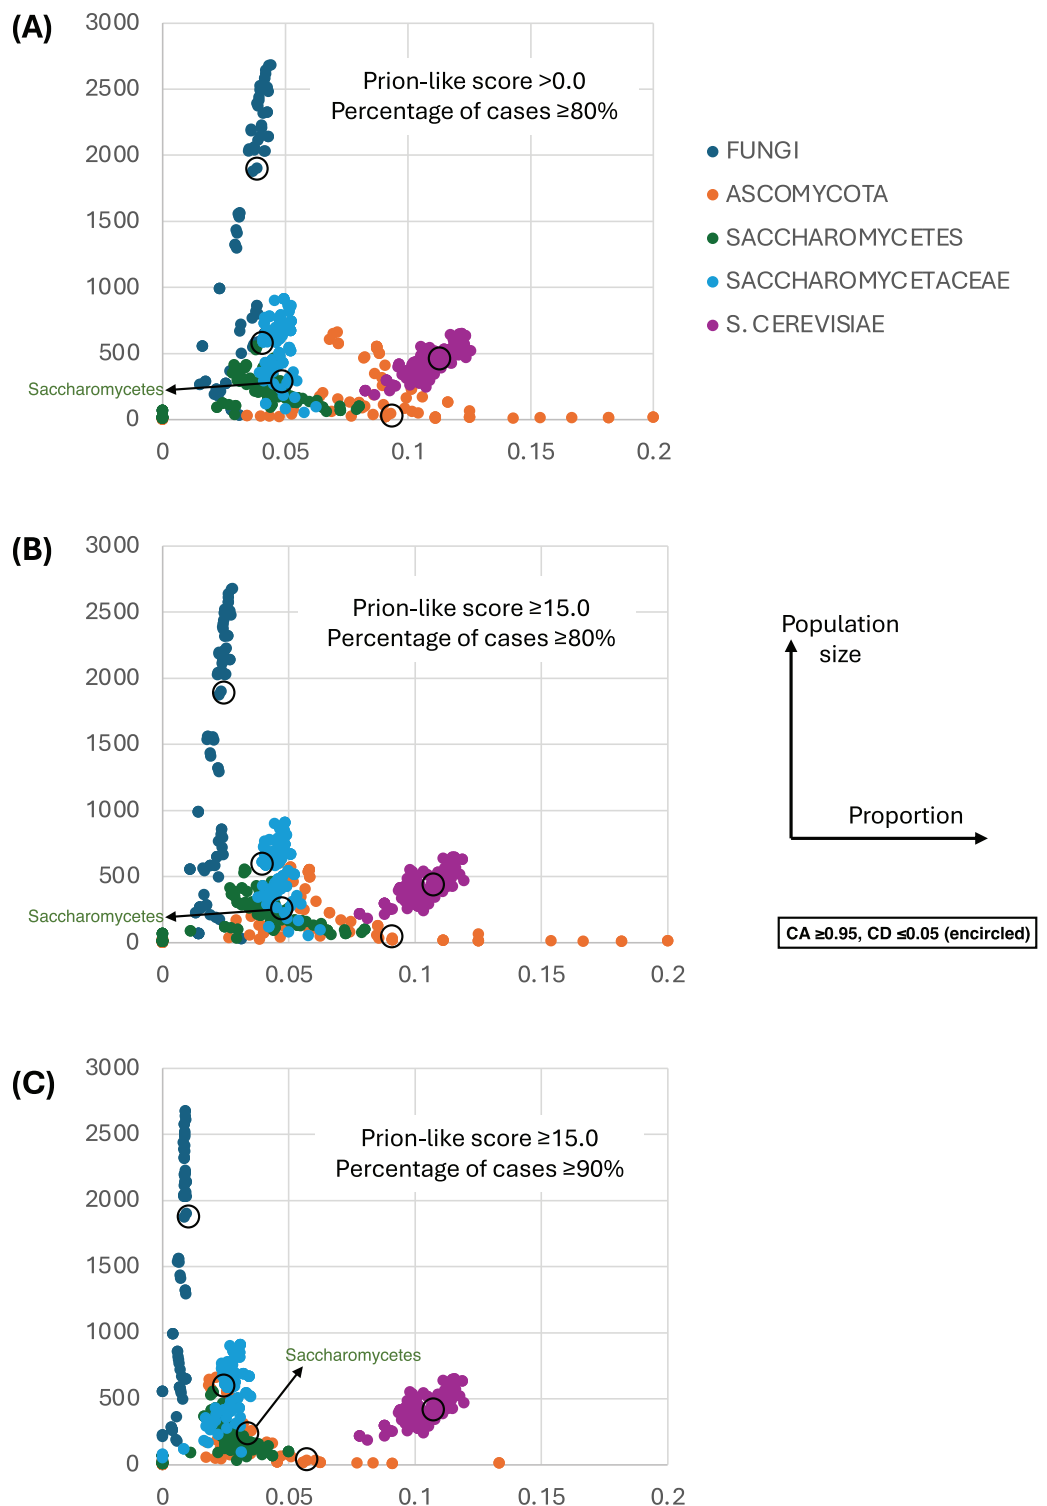 (A)
3000
2500
2000
1500
1000
500
0
0 0.05 0.1 0.15 0.2
Prion-like score >0.0
Percentage of cases ≥80%
Saccharomycetes
FUNGI
ASCOMYCOTA
SACCHAROMYCETES
SACCHAROMYCETACEAE
S. CEREVISIAE
(B)
3000
2500
2000
1500
1000
500
0
0 0.05 0.1 0.15 0.2
Prion-like score ≥15.0
Percentage of cases ≥80%
Saccharomycetes
Population
size
Proportion
CA ≥0.95, CD ≤0.05 (encircled)
(C)
3000
2500
2000
1500
1000
500
0
0 0.05 0.1 0.15 0.2
Prion-like score ≥15.0
Percentage of cases ≥90%
Saccharomycetes